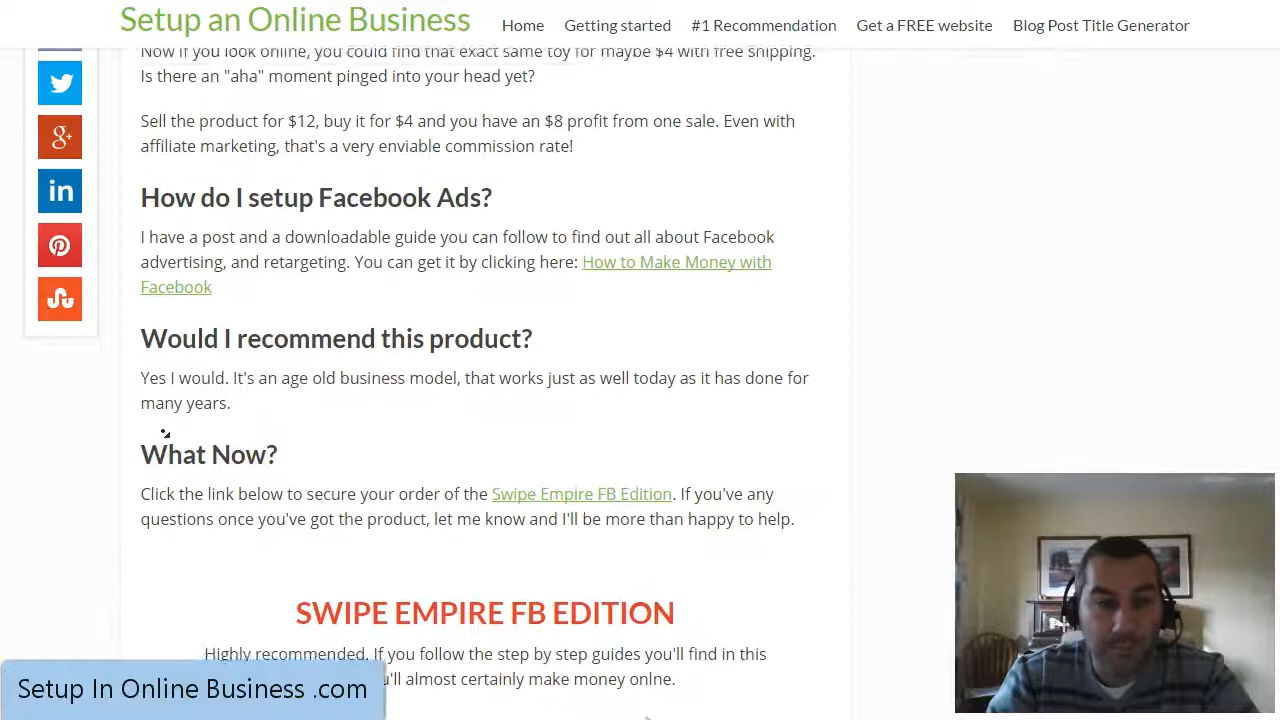 Setup an Online Business
Home Getting started #1 Recommendation Get a FREE website Blog Post Title Generator
Now if you look online, you could find that exact same toy for maybe $4 with free shipping.
Is there an "aha" moment pinged into your head yet?
Sell the product for $12, buy it for $4 and you have an $8 profit from one sale. Even with
affiliate marketing, that's a very enviable commission rate!
How do I setup Facebook Ads?
I have a post and a downloadable guide you can follow to find out all about Facebook
advertising, and retargeting. You can get it by clicking here: How to Make Money with
Facebook
Would I recommend this product?
Yes I would. It's an age old business model, that works just as well today as it has done for
many years.
What Now?
Click the link below to secure your order of the Swipe Empire FB Edition. If you've any
questions once you've got the product, let me know and I'll be more than happy to help.
SWIPE EMPIRE FB EDITION
Highly recommended. If you follow the step by step guides you'll find in this
'll almost certainly make money onlne.
Setup In Online Business .com